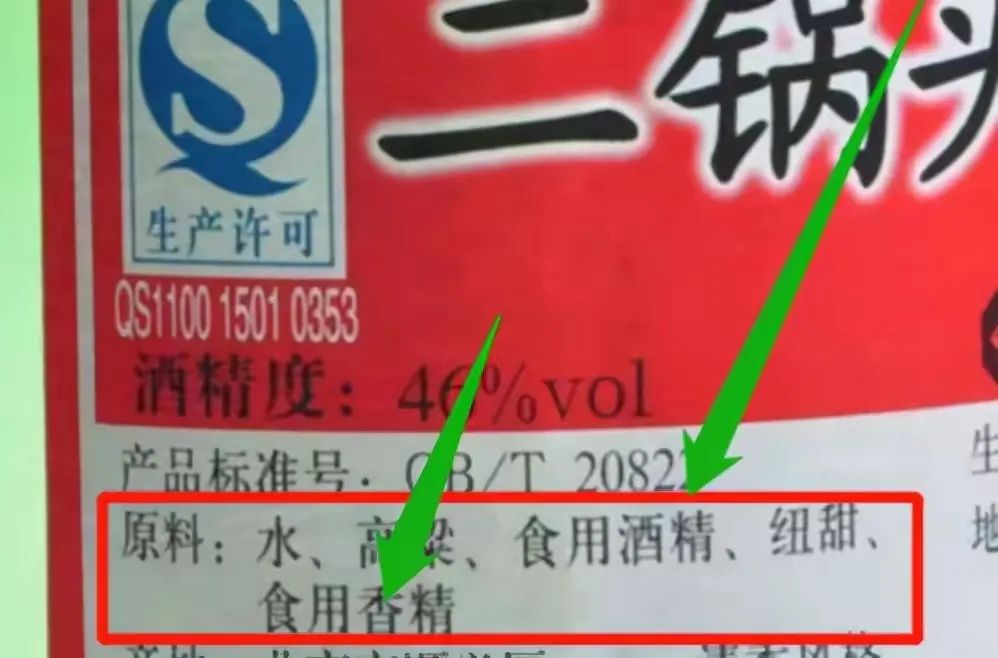 二锅头
生产许可
QS1100 1501 0353
酒精度：46%vol
产品标准号：GB/T 20822
原料：水、高粱、食用酒精、纽甜、
食用香精